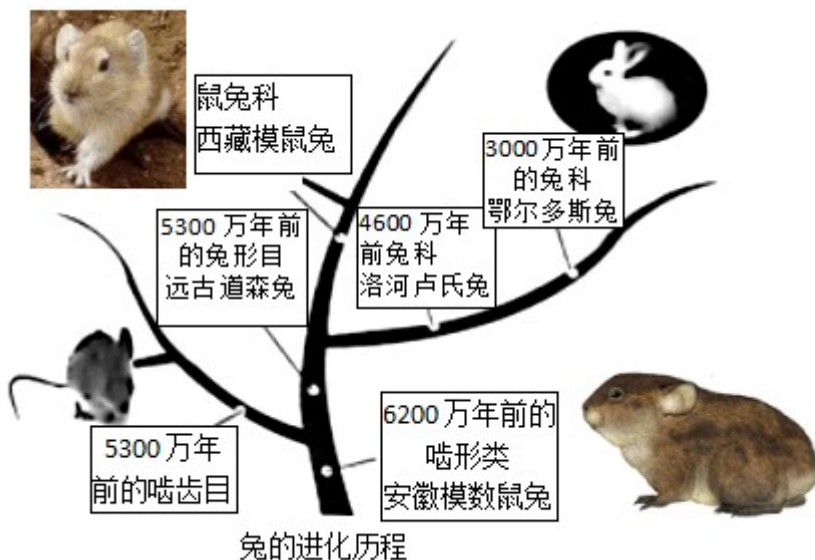 鼠兔科
西藏模鼠兔
3000万年前
的兔科
鄂尔多斯兔
5300万年前
的兔形目
远古道森兔
4600万年
前兔科
洛河卢氏兔
5300万年
前的啮齿目
6200万年前的
啮形类
安徽模数鼠兔
兔的进化历程